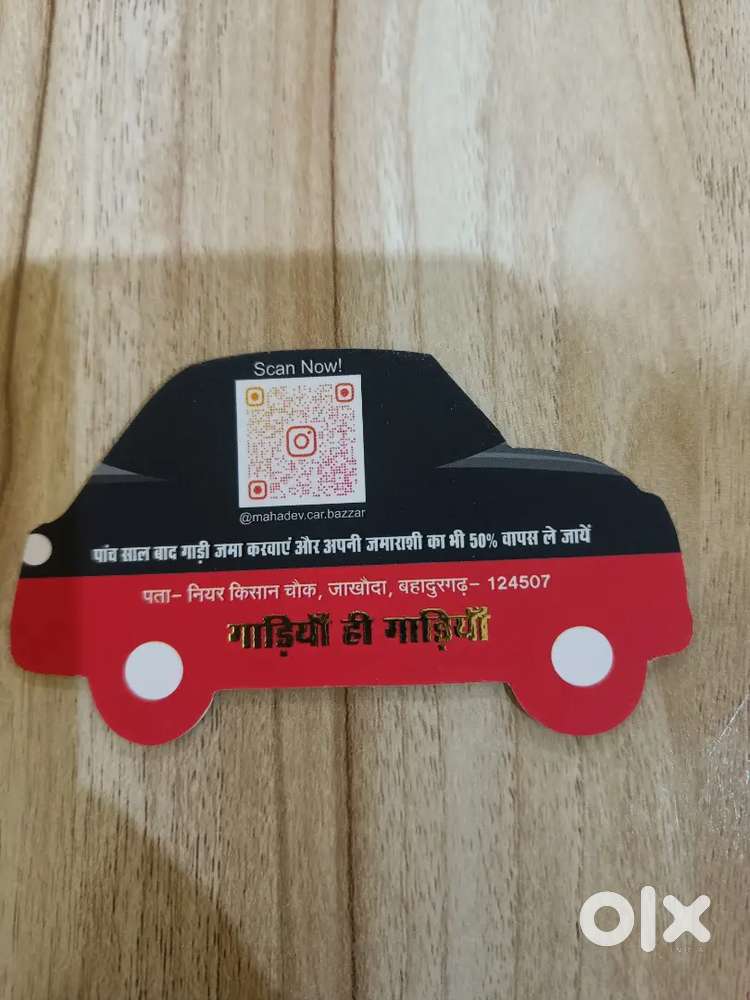 Scan Now!
@mahadev.car.bazzar
पांच साल बाद गाड़ी जमा करवाएं और अपनी जमाराशी का भी 50% वापस ले जायें
पता- नियर किसान चौक, जाखौदा, बहादुरगढ़- 124507
गाड़ियाँ ही गाड़ियाँ
olx